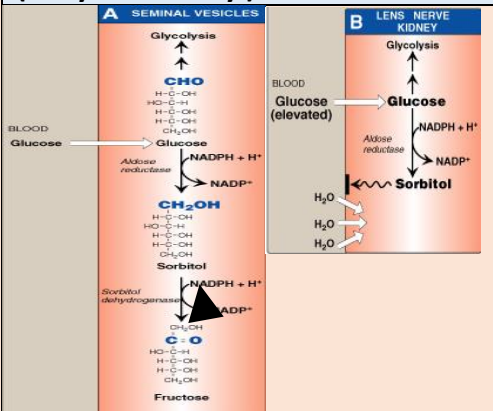 A SEMINAL VESICLES
Glycolysis
CHO
H-C-OH
HO-C-H
H-C-OH
H-C-OH
CH2OH
BLOOD
Glucose
Glucose
Aldose
reductase
NADPH + H+
NADP+
CH2OH
H-C-OH
HO-C-H
H-C-OH
H-C-OH
CH2OH
Sorbitol
Sorbitol
dehydrogenase
NADPH + H+
ADP+
CH2OH
C=O
HO-C-H
H-C-OH
H-C-OH
CH2OH
Fructose
B LENS NERVE
KIDNEY
Glycolysis
BLOOD
Glucose
(elevated)
Glucose
Aldose
reductase
NADPH + H+
NADP+
Sorbitol
H2O
H2O
H2O